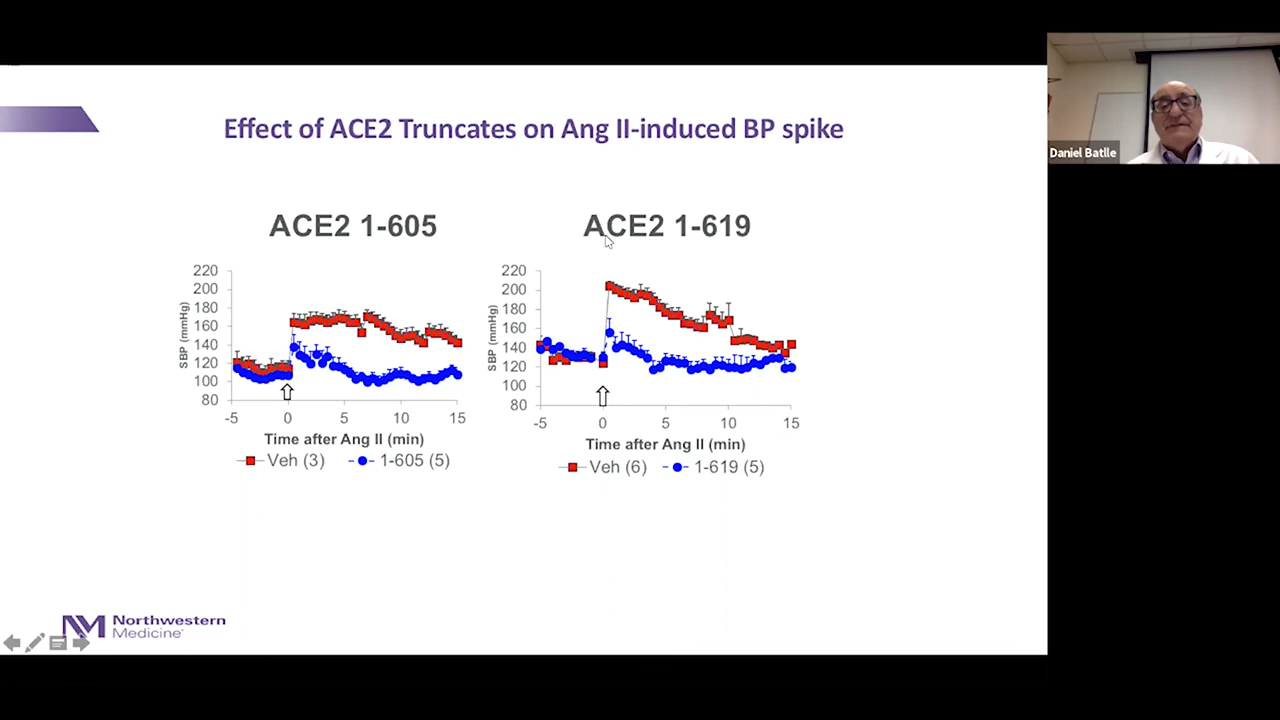 Effect of ACE2 Truncates on Ang II-induced BP spike
Daniel Batlle
ACE2 1-605
220
200
180
160
140
120
100
80
SBP (mmHg)
-5 0 5 10 15
Time after Ang II (min)
Veh (3) 1-605 (5)
ACE2 1-619
220
200
180
160
140
120
100
80
SBP (mmHg)
-5 0 5 10 15
Time after Ang II (min)
Veh (6) 1-619 (5)
NM Northwestern
Medicine®